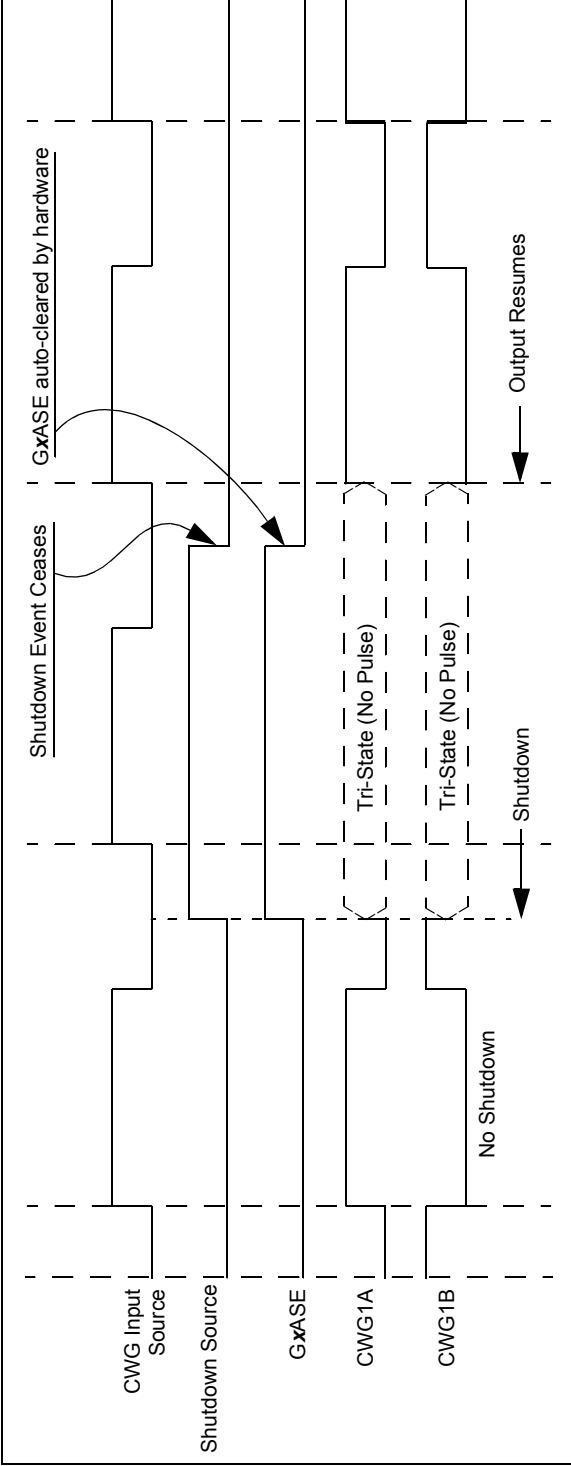 Shutdown Event Ceases
GxASE auto-cleared by hardware
CWG Input
Source
Shutdown Source
GxASE
CWG1A
Tri-State (No Pulse)
CWG1B
Tri-State (No Pulse)
No Shutdown
Shutdown
Output Resumes